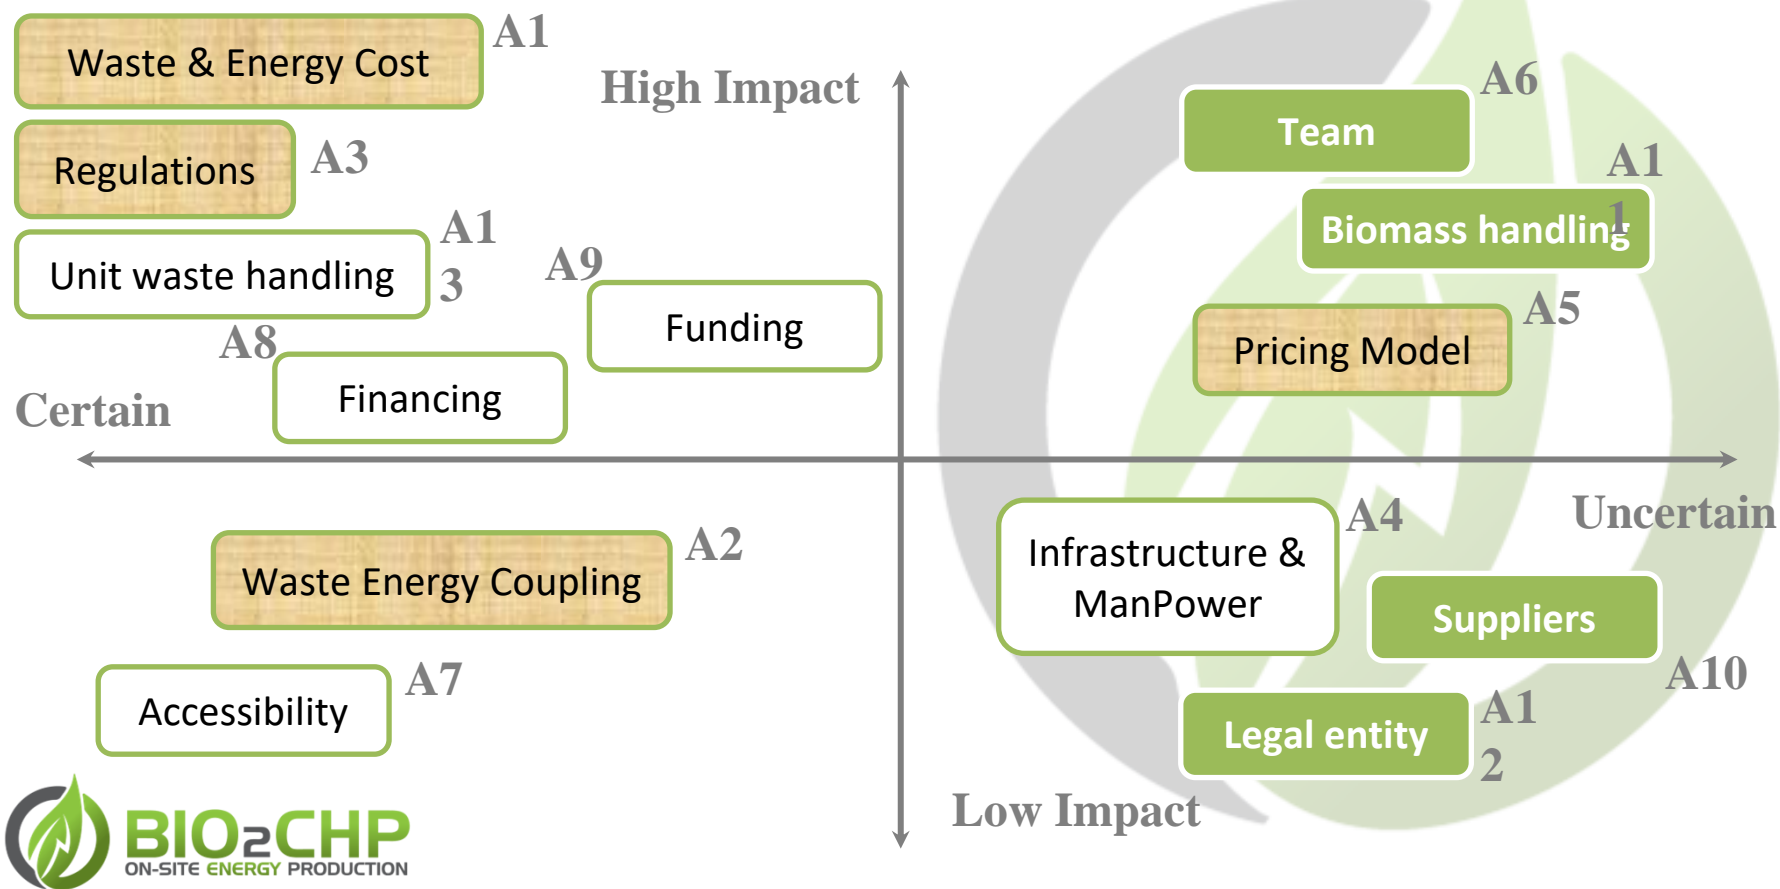 Waste & Energy Cost
A1
High Impact
A6
Team
Regulations
A3
A1
1
Biomass handling
Unit waste handling
A1
3
A9
Funding
A5
Pricing Model
A8
Financing
Certain
Uncertain
A2
Waste Energy Coupling
A4
Infrastructure &
ManPower
Suppliers
A10
A7
Accessibility
Legal entity
A1
2
Low Impact
BIO2CHP
ON-SITE ENERGY PRODUCTION